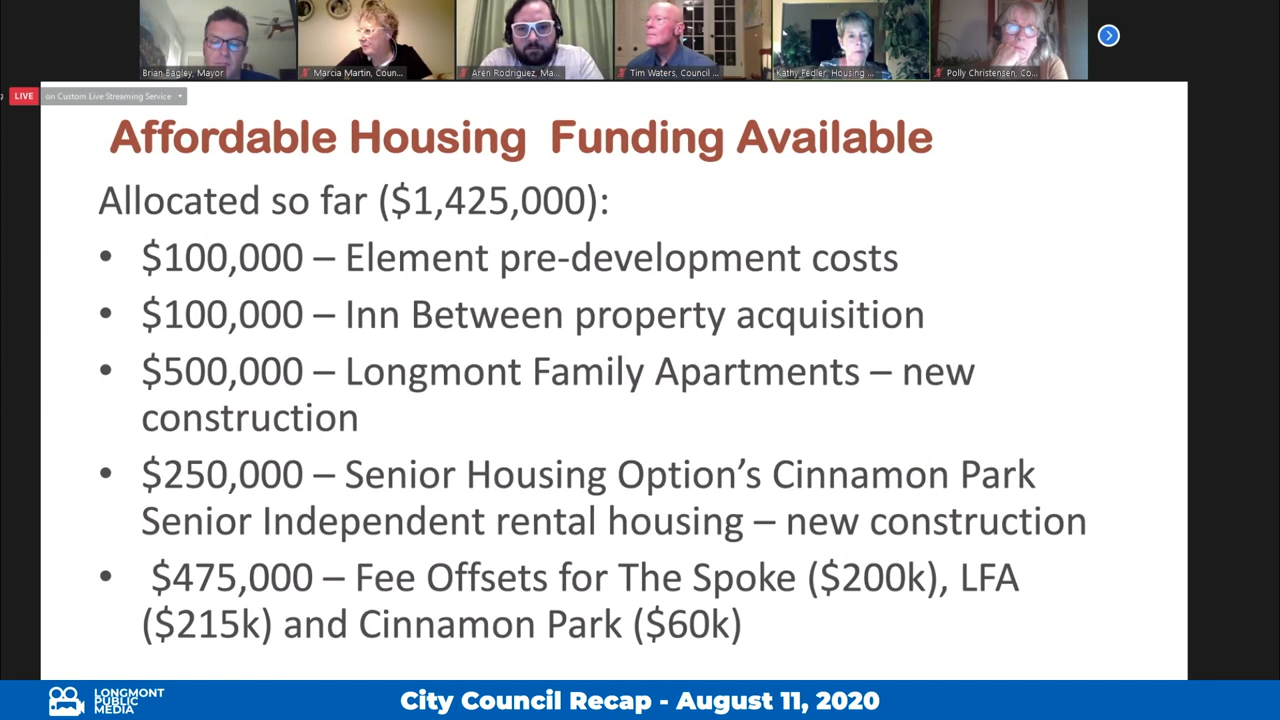 Brian Bagley, Mayor
Marcia Martin, Coun...
Aren Rodriguez, Ma...
Tim Waters, Council ...
Kathy Fedler, Housing ...
Polly Christensen, Co...
LIVE on Custom Live Streaming Service
Affordable Housing Funding Available
Allocated so far ($1,425,000):
• $100,000 – Element pre-development costs
• $100,000 – Inn Between property acquisition
• $500,000 – Longmont Family Apartments – new
construction
• $250,000 – Senior Housing Option’s Cinnamon Park
Senior Independent rental housing – new construction
• $475,000 – Fee Offsets for The Spoke ($200k), LFA
($215k) and Cinnamon Park ($60k)
LONGMONT
PUBLIC
MEDIA
City Council Recap - August 11, 2020